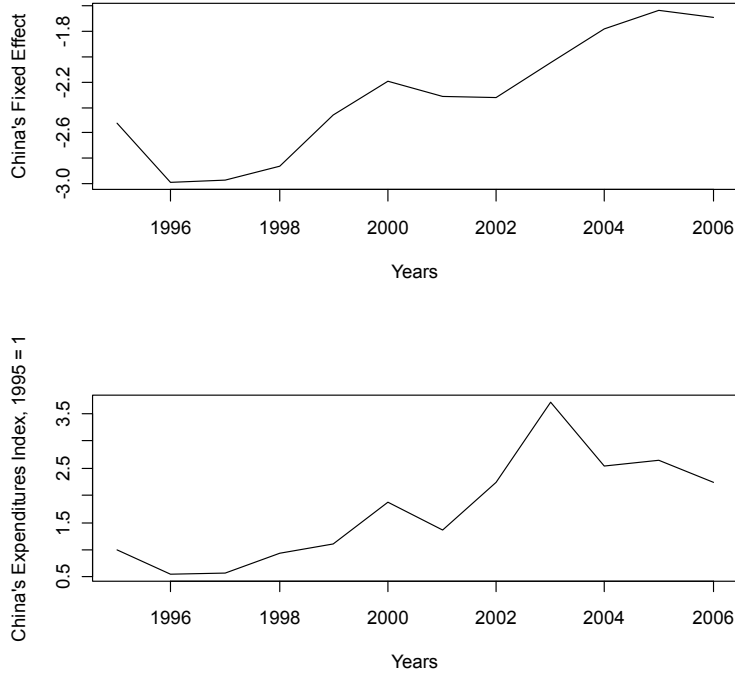 China's Fixed Effect
-1.8
-2.2
-2.6
-3.0
1996 1998 2000 2002 2004 2006
Years
China's Expenditures Index, 1995 = 1
3.5
2.5
1.5
0.5
1996 1998 2000 2002 2004 2006
Years